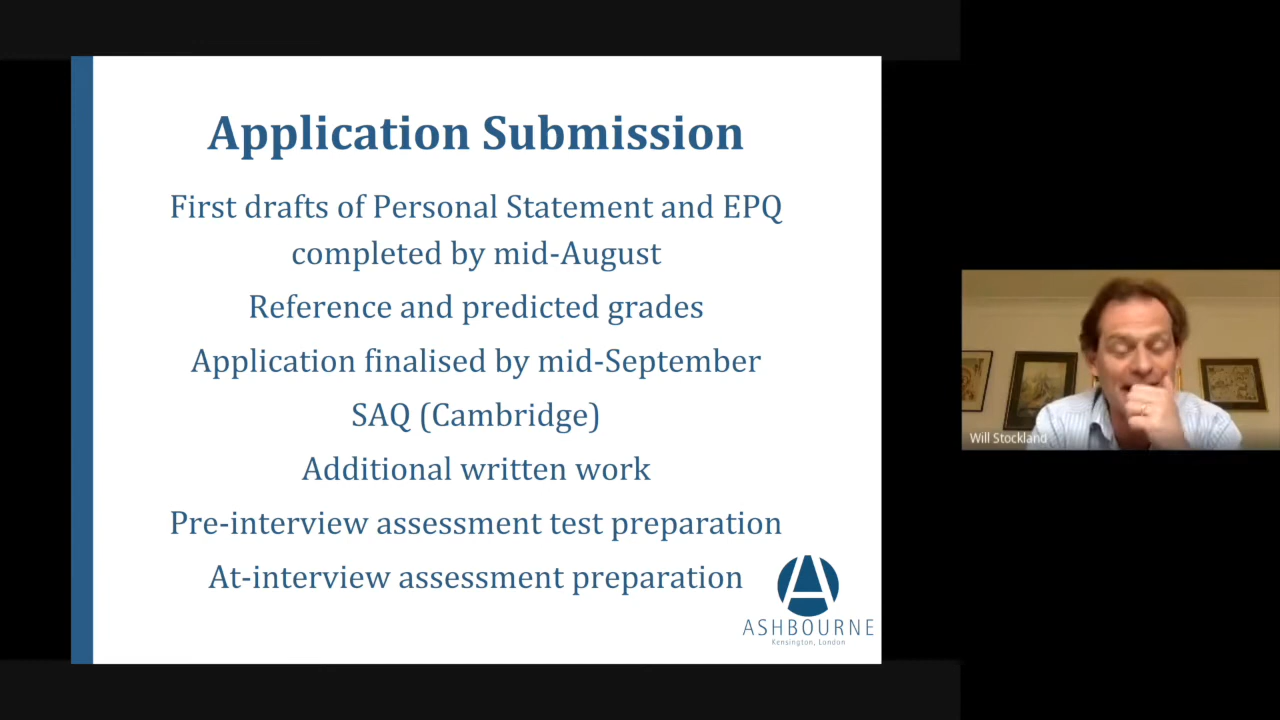 Application Submission
First drafts of Personal Statement and EPQ
completed by mid-August
Reference and predicted grades
Application finalised by mid-September
SAQ (Cambridge)
Additional written work
Pre-interview assessment test preparation
At-interview assessment preparation
ASHBOURNE
Kensington, London
Will Stockland